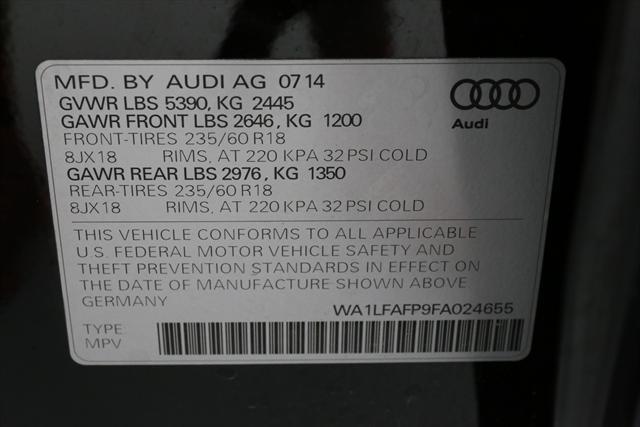 MFD. BY AUDI AG 07 14
GVWR LBS 5390, KG 2445
GAWR FRONT LBS 2646, KG 1200
FRONT-TIRES 235/60 R18
8JX18 RIMS, AT 220 KPA 32 PSI COLD
GAWR REAR LBS 2976, KG 1350
REAR-TIRES 235/60 R18
8JX18 RIMS, AT 220 KPA 32 PSI COLD
Audi
THIS VEHICLE CONFORMS TO ALL APPLICABLE
U.S. FEDERAL MOTOR VEHICLE SAFETY AND
THEFT PREVENTION STANDARDS IN EFFECT ON
THE DATE OF MANUFACTURE SHOWN ABOVE
GERMANY
WA1LFAFP9FA024655
TYPE
MPV